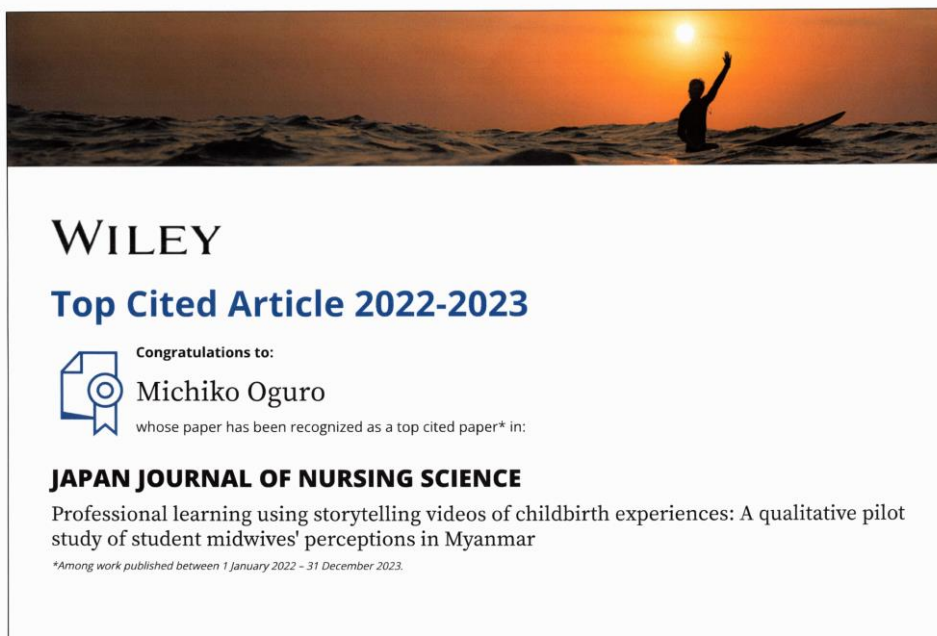 WILEY
Top Cited Article 2022-2023
Congratulations to:
Michiko Oguro
whose paper has been recognized as a top cited paper* in:
JAPAN JOURNAL OF NURSING SCIENCE
Professional learning using storytelling videos of childbirth experiences: A qualitative pilot
study of student midwives' perceptions in Myanmar
*Among work published between 1 January 2022 – 31 December 2023.